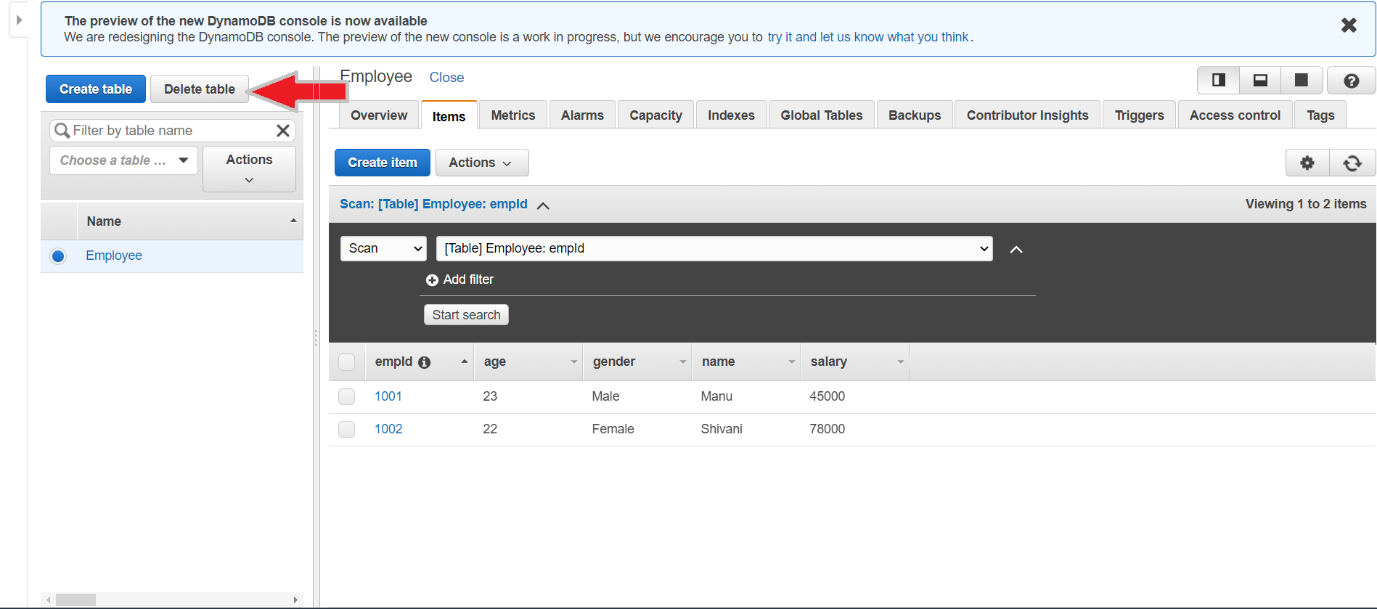 The preview of the new DynamoDB console is now available
We are redesigning the DynamoDB console. The preview of the new console is a work in progress, but we encourage you to try it and let us know what you think.
Create table
Delete table
Employee Close
Overview Items Metrics Alarms Capacity Indexes Global Tables Backups Contributor Insights Triggers Access control Tags
Filter by table name
Choose a table ...
Actions
Name
Employee
Create item
Actions
Scan: [Table] Employee: empId
Viewing 1 to 2 items
Scan
[Table] Employee: empId
Add filter
Start search
empId age gender name salary
1001 23 Male Manu 45000
1002 22 Female Shivani 78000